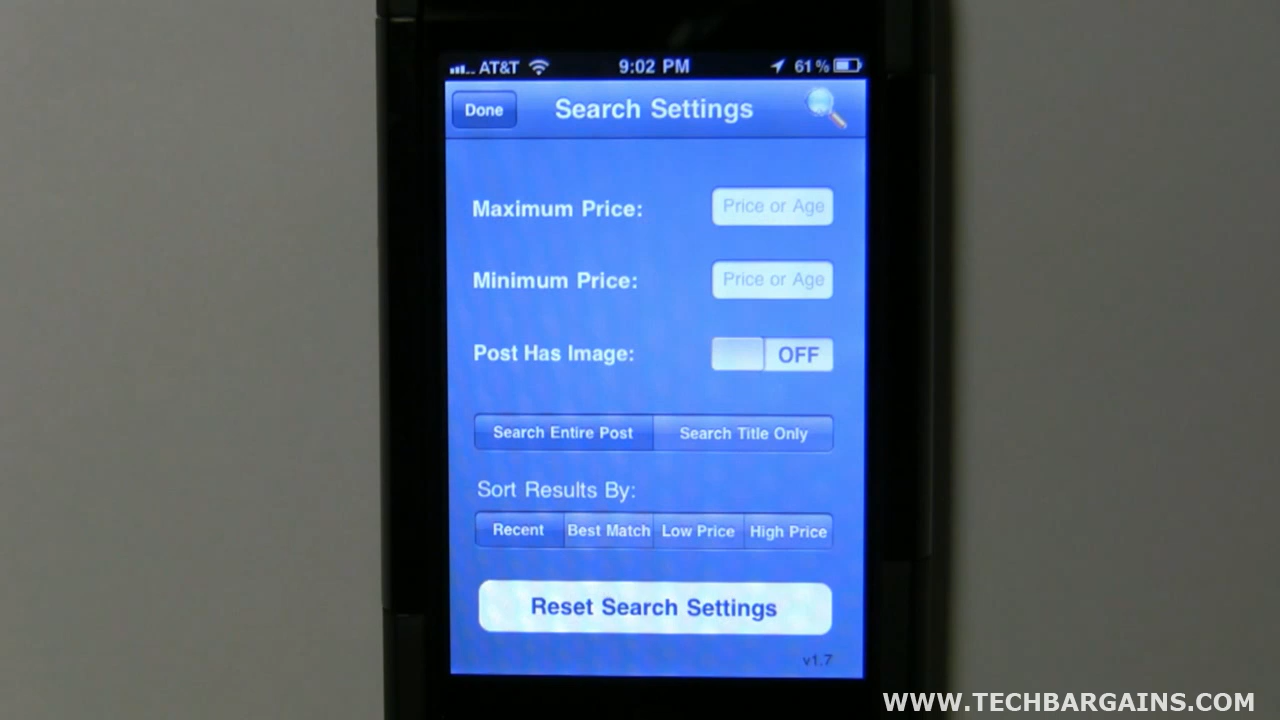 AT&T 9:02 PM 61%
Done Search Settings
Maximum Price: Price or Age
Minimum Price: Price or Age
Post Has Image: OFF
Search Entire Post Search Title Only
Sort Results By:
Recent Best Match Low Price High Price
Reset Search Settings
v1.7
WWW.TECHBARGAINS.COM